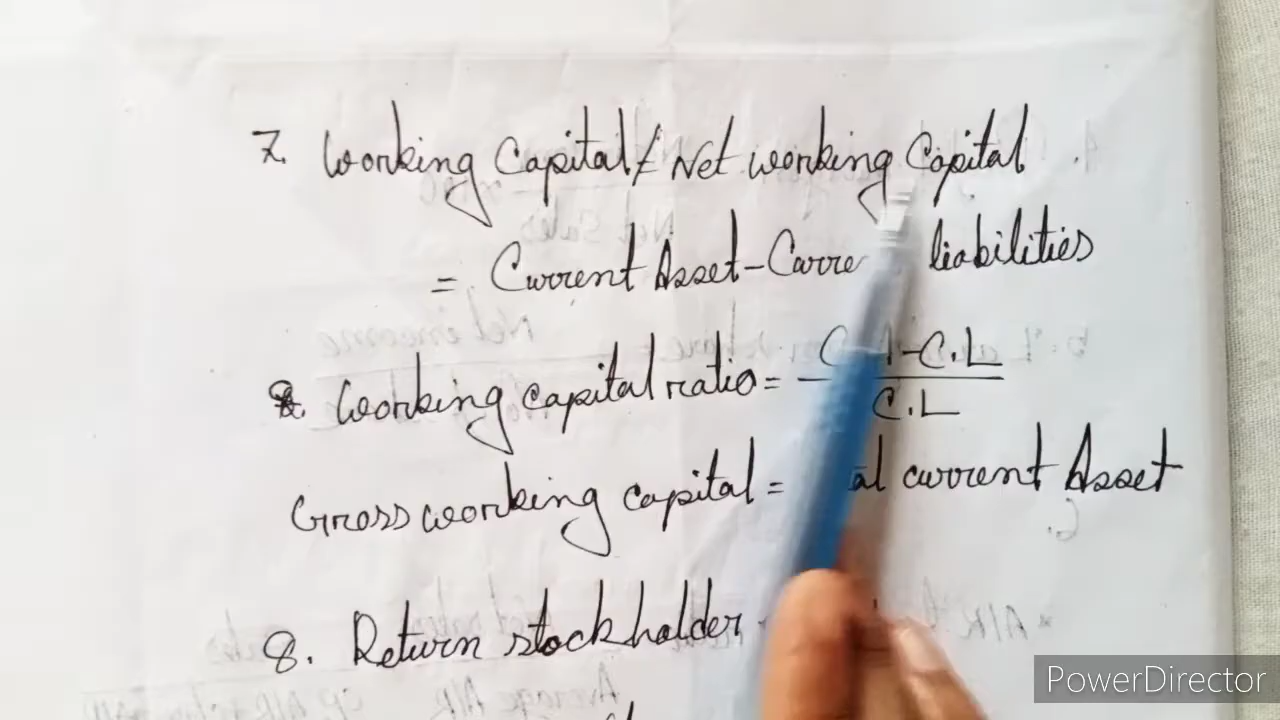 7. Working Capital / Net working Capital
= Current Asset - Curre liabilities
8. Working capital ratio = C.A - C.L
C.L
Gross working capital = al current Asset
8. Return stockholder
PowerDirector